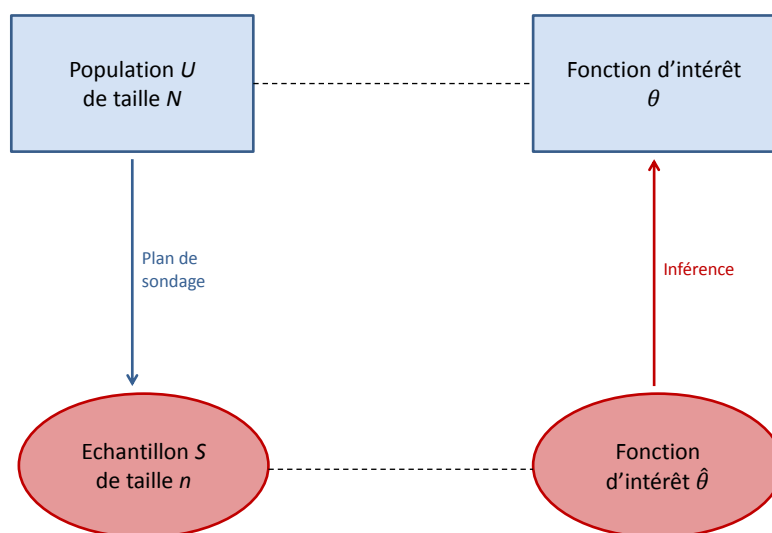 Population U
de taille N
Fonction d'intérêt
θ
Plan de
sondage
Inférence
Echantillon S
de taille n
Fonction
d'intérêt θ̂